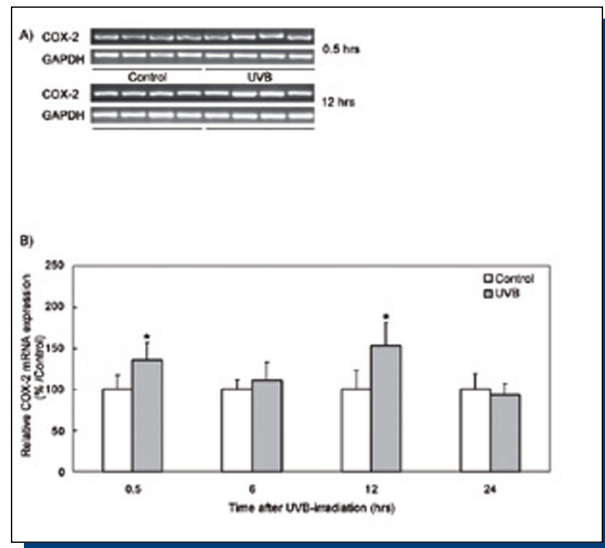 A)
COX-2
GAPDH
0.5 hrs
Control UVB
COX-2
GAPDH
12 hrs
B)
Relative COX-2 mRNA expression
(% /Control)
250
200
150
100
50
0
Control
UVB
*
*
0.5 6 12 24
Time after UVB-irradiation (hrs)